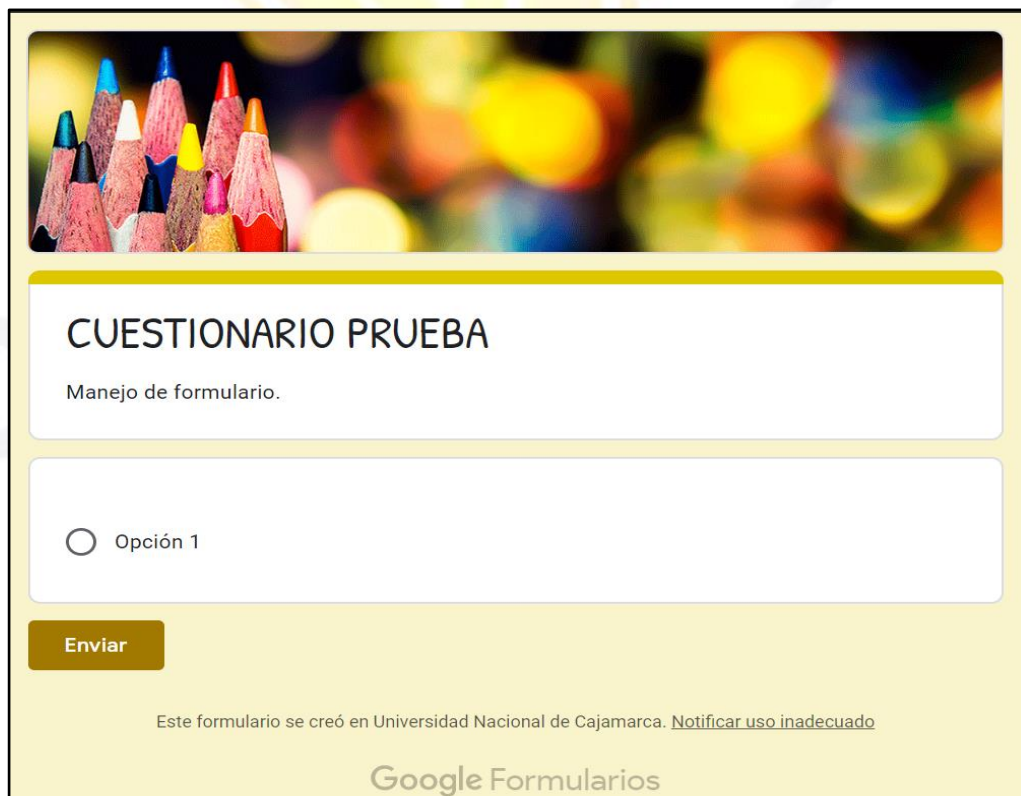 CUESTIONARIO PRUEBA
Manejo de formulario.
Opción 1
Enviar
Este formulario se creó en Universidad Nacional de Cajamarca. Notificar uso inadecuado
Google Formularios